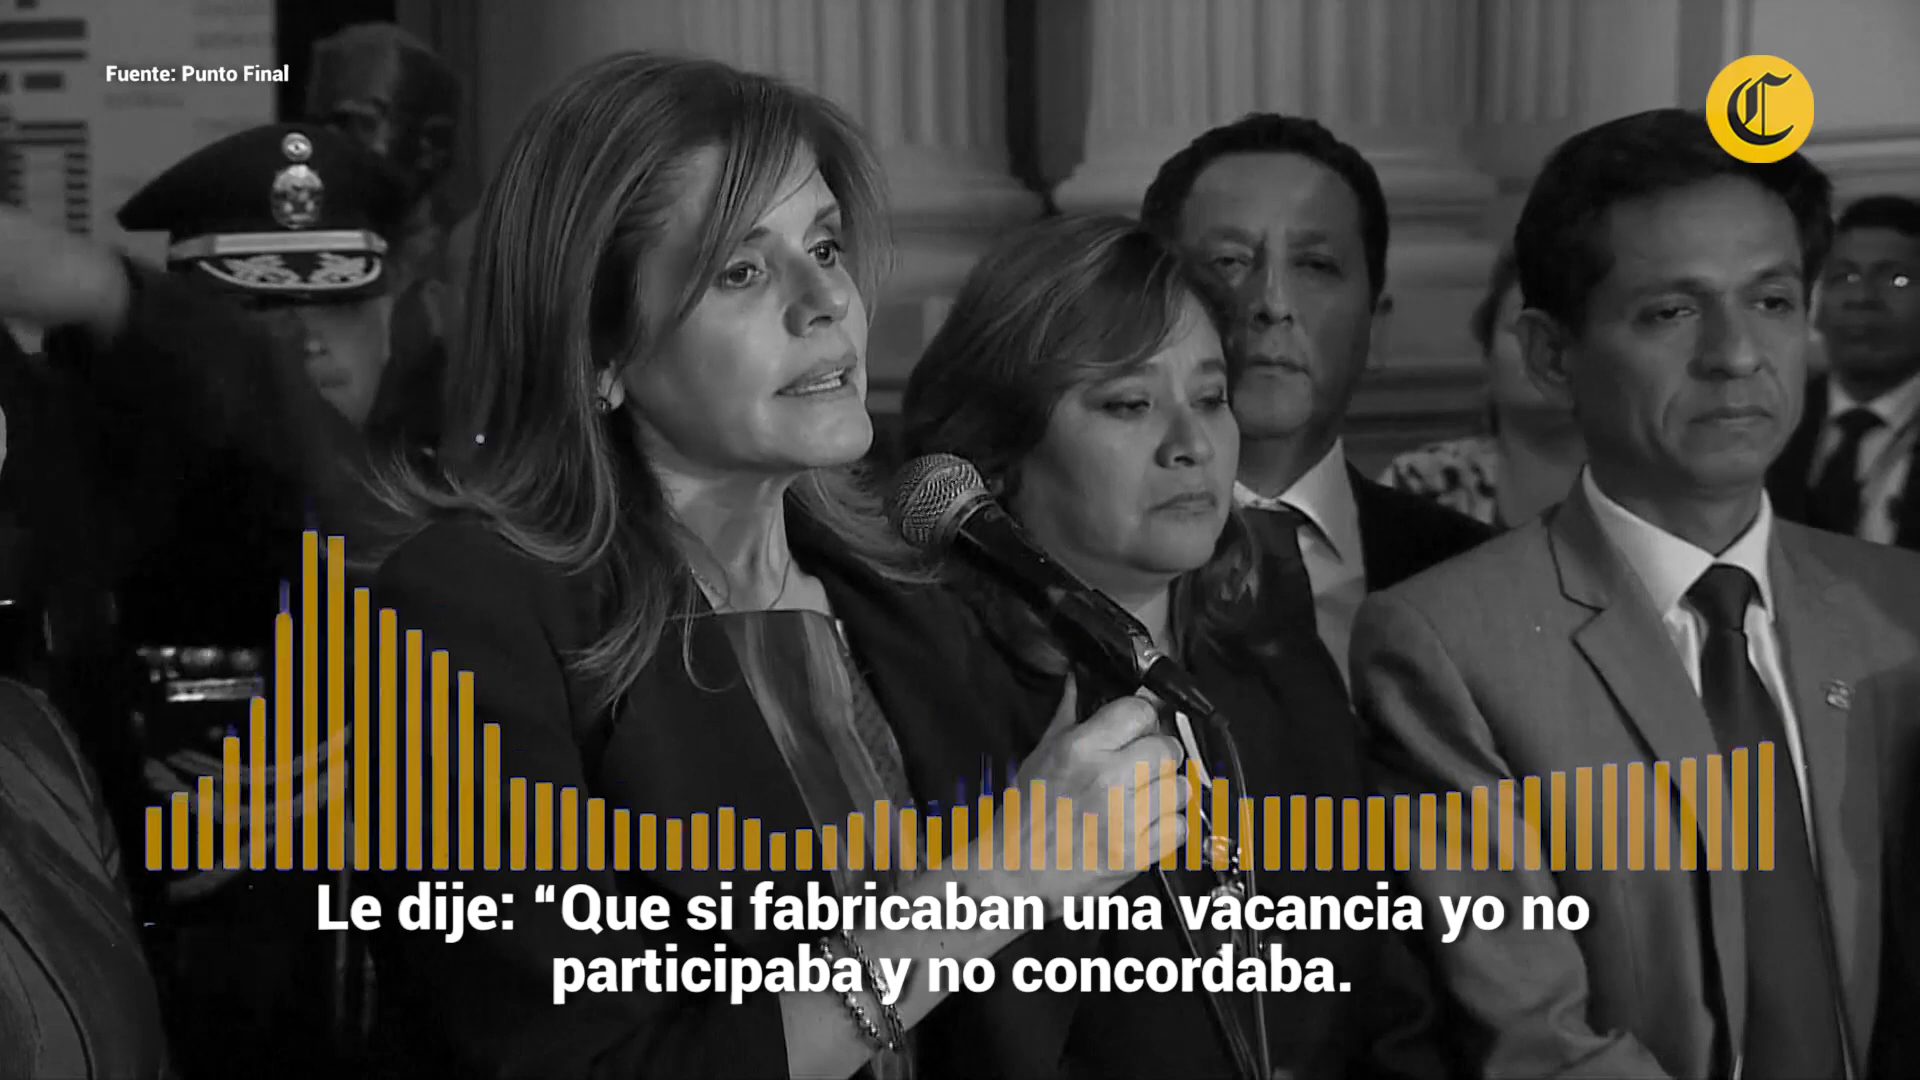 Fuente: Punto Final
C
Le dije: “Que si fabricaban una vacancia yo no
participaba y no concordaba.